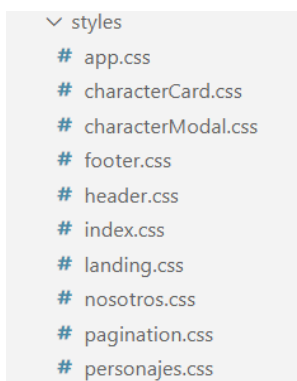 styles
# app.css
# characterCard.css
# characterModal.css
# footer.css
# header.css
# index.css
# landing.css
# nosotros.css
# pagination.css
# personajes.css